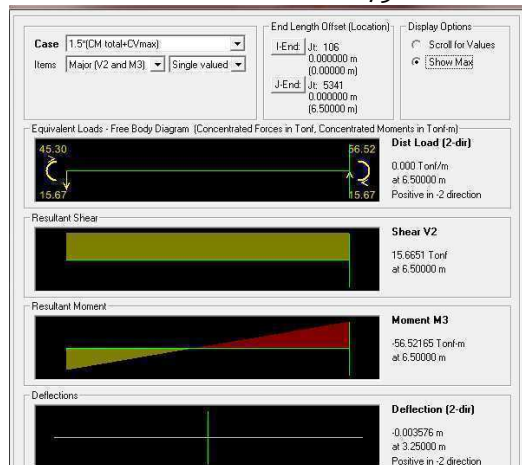 End Length Offset (Location)
Display Options
Case 1.5*(CM total+CVmax)
Items Major (V2 and M3) Single valued
I-End: Jt: 106
0.000000 m
(0.00000 m)
J-End: Jt: 5341
0.000000 m
(6.50000 m)
Scroll for Values
Show Max
Equivalent Loads - Free Body Diagram (Concentrated Forces in Tonf, Concentrated Moments in Tonf-m)
45.30
56.52
15.67
15.67
Dist Load (2-dir)
0.000 Tonf/m
at 6.50000 m
Positive in -2 direction
Resultant Shear
Shear V2
15.6651 Tonf
at 6.50000 m
Resultant Moment
Moment M3
-56.52165 Tonf-m
at 6.50000 m
Deflections
Deflection (2-dir)
-0.003576 m
at 3.25000 m
Positive in -2 direction